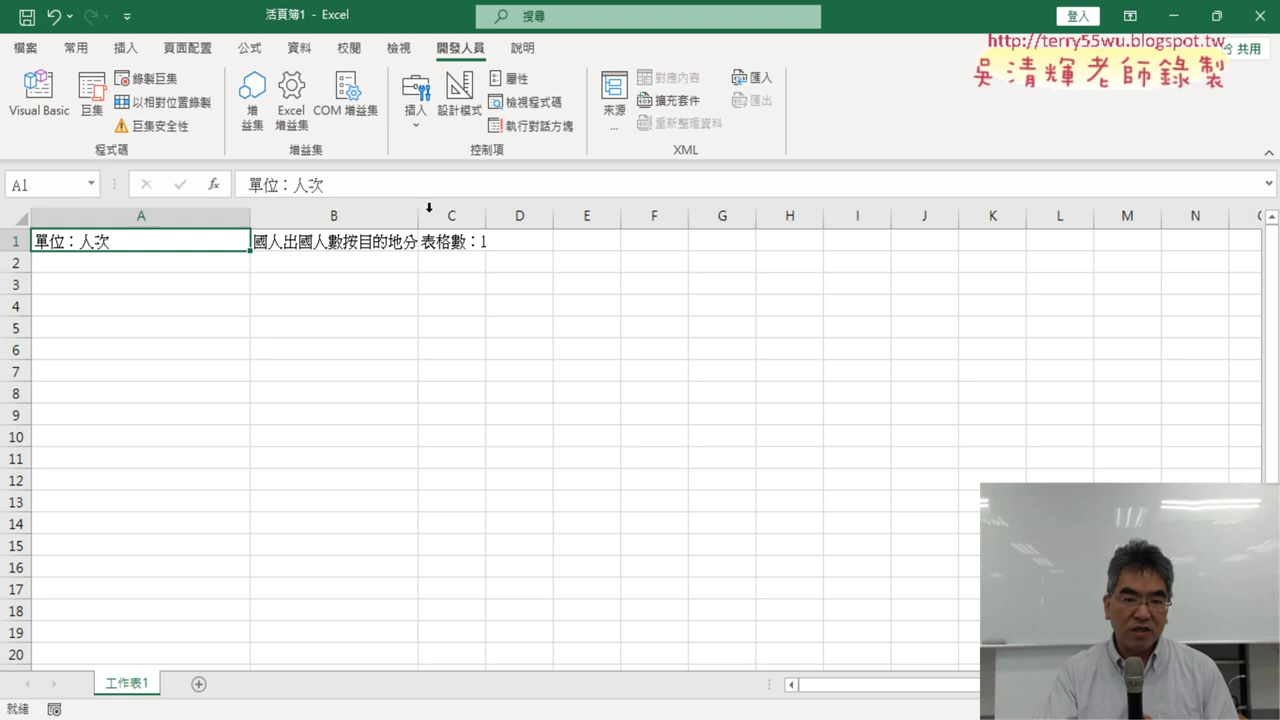 活頁簿1 - Excel
搜尋
登入
檔案 常用 插入 頁面配置 公式 資料 校閱 檢視 開發人員 說明
共用
http://terry55wu.blogspot.tw
吳清輝老師錄製
Visual Basic
巨集
錄製巨集
以相對位置錄製
巨集安全性
程式碼
增益集
Excel 增益集
COM 增益集
增益集
插入
設計模式
屬性
檢視程式碼
執行對話方塊
控制項
來源
...
對應內容
擴充套件
重新整理資料
匯入
匯出
XML
A1
fx
單位：人次
A B C D E F G H I J K L M N
1 單位：人次 國人出國人數按目的地分 表格數：1
2
3
4
5
6
7
8
9
10
11
12
13
14
15
16
17
18
19
20
工作表1
就緒